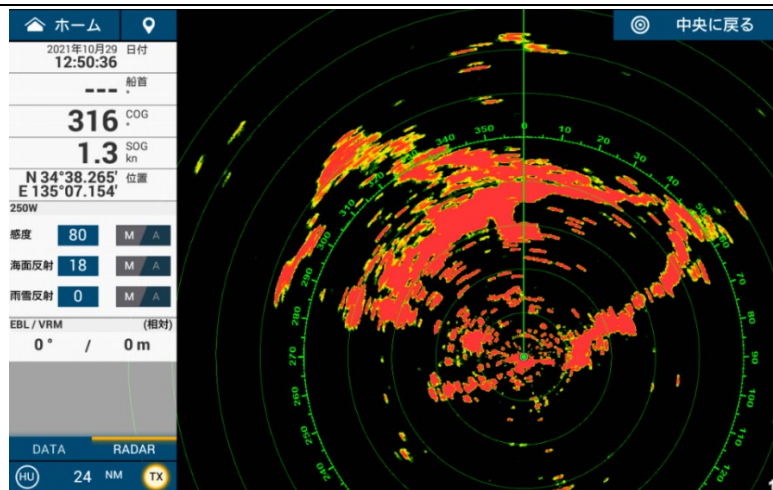 ホーム
中央に戻る
2021年10月29 日付
12:50:36
--- 船首 °
316 COG °
1.3 SOG kn
N 34°38.265' 位置
E 135°07.154'
250W
感度 80 M A
海面反射 18 M A
雨雪反射 0 M A
EBL / VRM (相対)
0 ° / 0 m
DATA RADAR
HU 24 NM TX
340 350 0 10 20 30
310
300
290
280
270
260
250
240
50
60
70
80
90
100
110
120